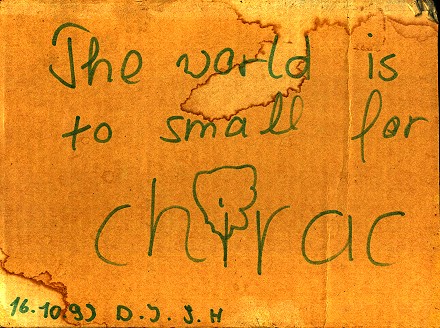 The world is
to small for
chirac
16.10.95 D.J.J.H